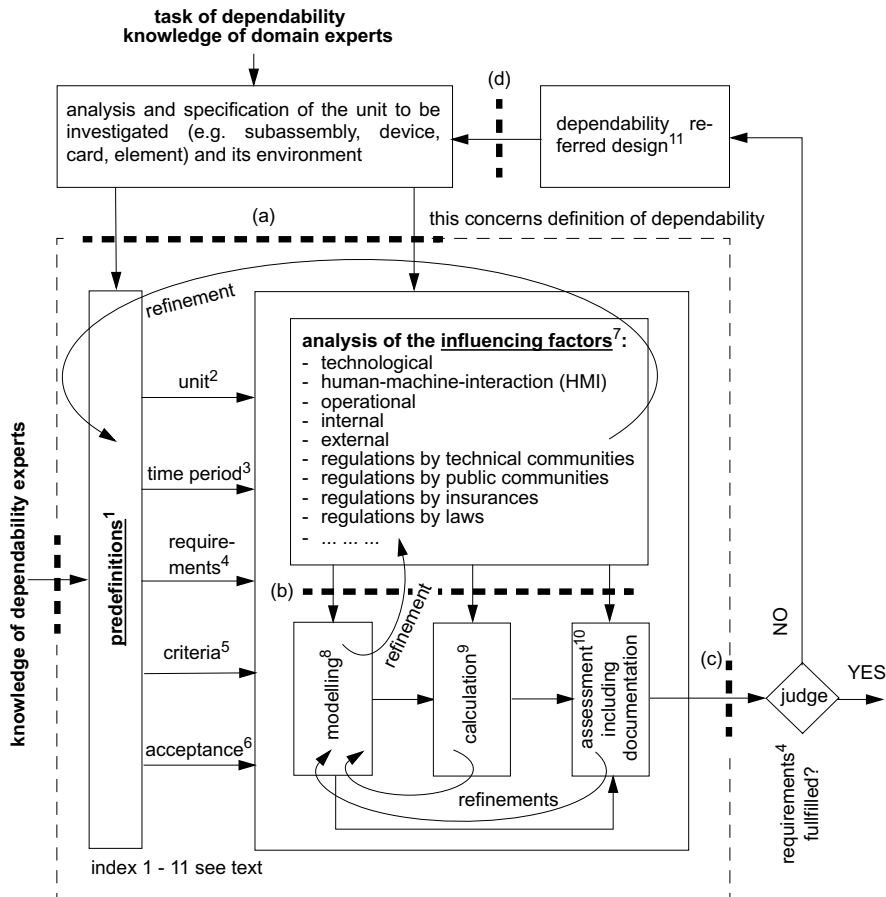 task of dependability
knowledge of domain experts
(d)
analysis and specification of the unit to be
investigated (e.g. subassembly, device,
card, element) and its environment
dependability re-
ferred design11
(a)
this concerns definition of dependability
refinement
analysis of the influencing factors7:
- technological
- human-machine-interaction (HMI)
- operational
- internal
- external
- regulations by technical communities
- regulations by public communities
- regulations by insurances
- regulations by laws
- ... ... ...
unit2
time period3
require-
ments4
criteria5
acceptance6
knowledge of dependability experts
predefinitions1
(b)
refinement
modelling8
calculation9
assessment10
including
documentation
refinements
(c)
NO
YES
judge
requirements4
fullfilled?
index 1 - 11 see text